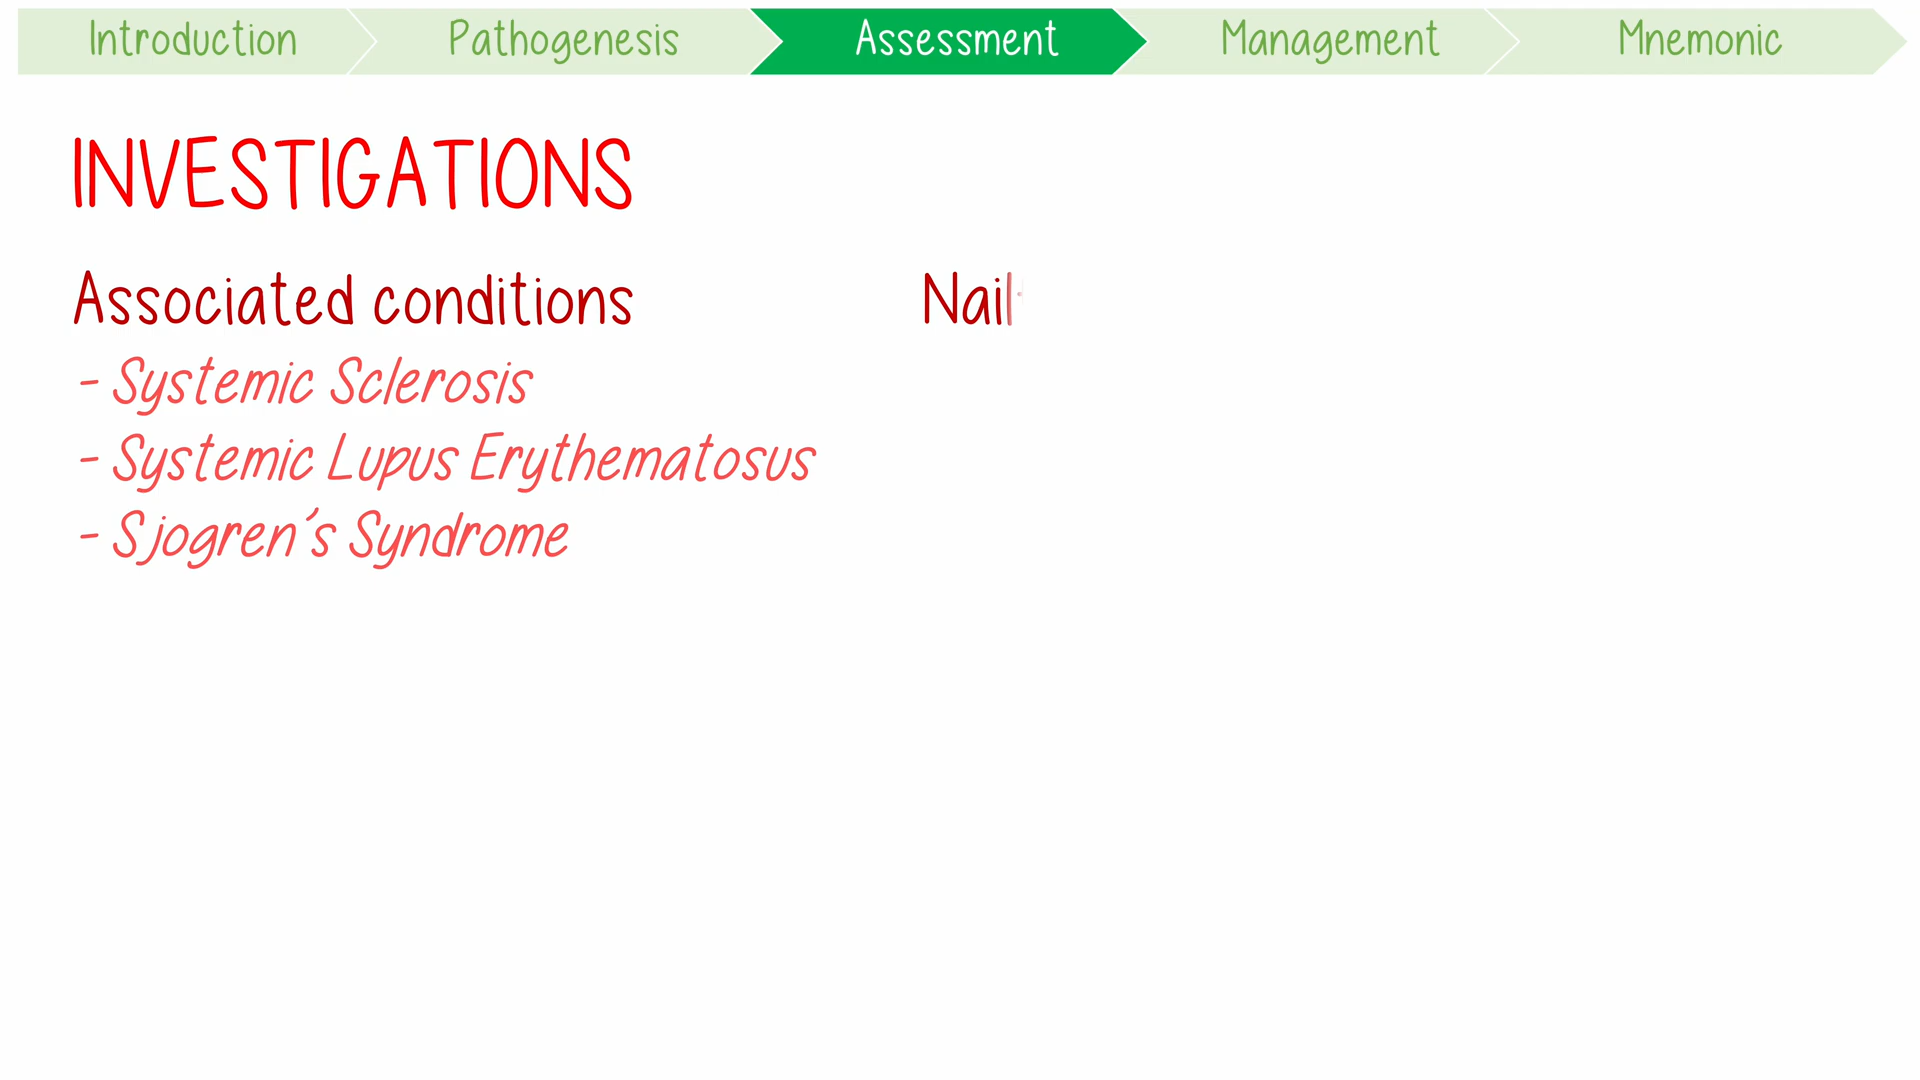 Introduction Pathogenesis Assessment Management Mnemonic
INVESTIGATIONS
Associated conditions
- Systemic Sclerosis
- Systemic Lupus Erythematosus
- Sjogren's Syndrome
Nail